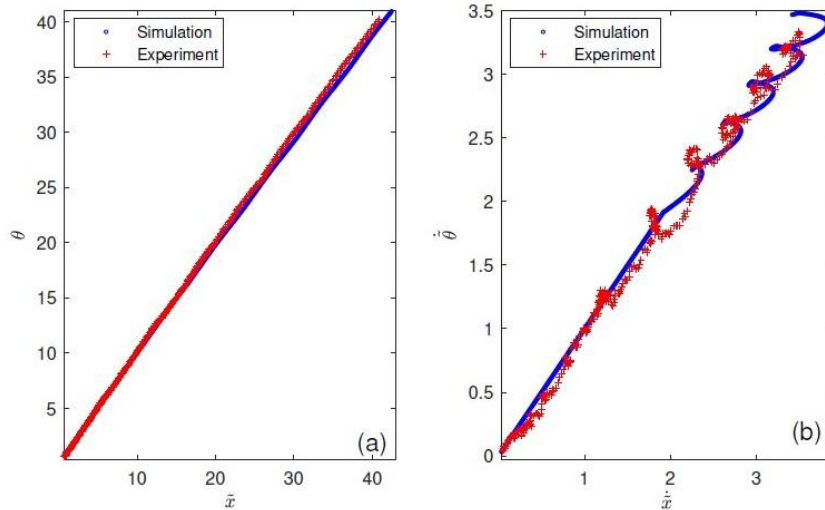 Simulation
Experiment
40
35
30
25
20
15
10
5
θ
10 20 30 40
x̃
(a)
Simulation
Experiment
3.5
3
2.5
2
1.5
1
0.5
0
θ̃̇
1 2 3
x̃̇
(b)